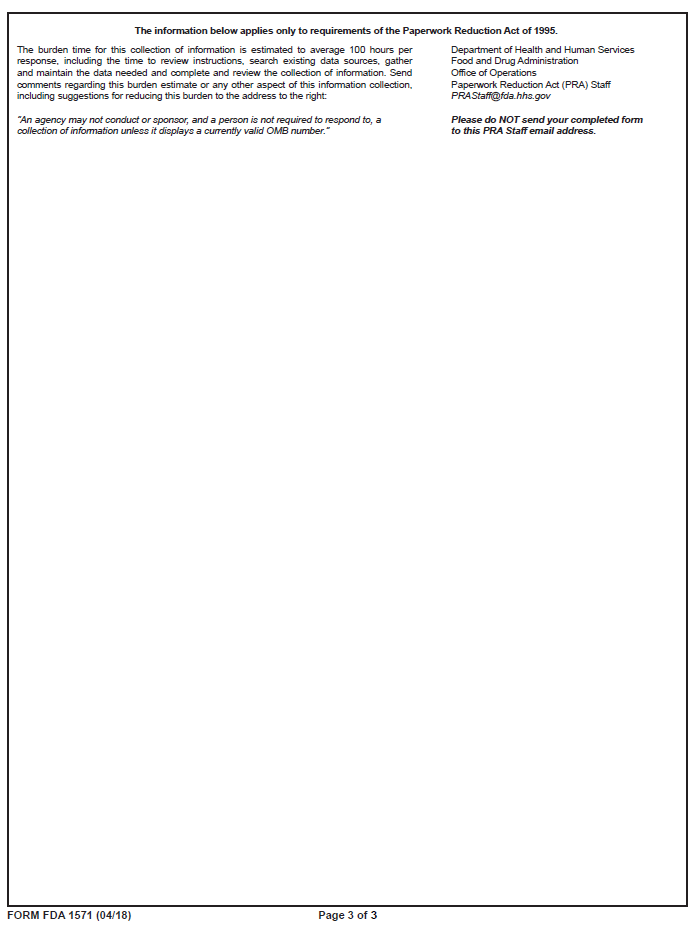 The information below applies only to requirements of the Paperwork Reduction Act of 1995.
The burden time for this collection of information is estimated to average 100 hours per
response, including the time to review instructions, search existing data sources, gather
and maintain the data needed and complete and review the collection of information. Send
comments regarding this burden estimate or any other aspect of this information collection,
including suggestions for reducing this burden to the address to the right:
"An agency may not conduct or sponsor, and a person is not required to respond to, a
collection of information unless it displays a currently valid OMB number."
Department of Health and Human Services
Food and Drug Administration
Office of Operations
Paperwork Reduction Act (PRA) Staff
PRAStaff@fda.hhs.gov
Please do NOT send your completed form
to this PRA Staff email address.
FORM FDA 1571 (04/18)
Page 3 of 3